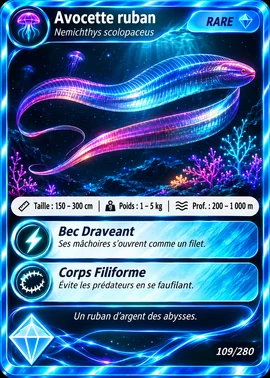 Avocette ruban
Nemichthys scolopaceus
RARE
Taille : 150 – 300 cm | Poids : 1 – 5 kg | Prof. : 200 – 1 000 m
Bec Draveant
Ses mâchoires s'ouvrent comme un filet.
Corps Filiforme
Évite les prédateurs en se faufilant.
Un ruban d'argent des abysses.
109/280